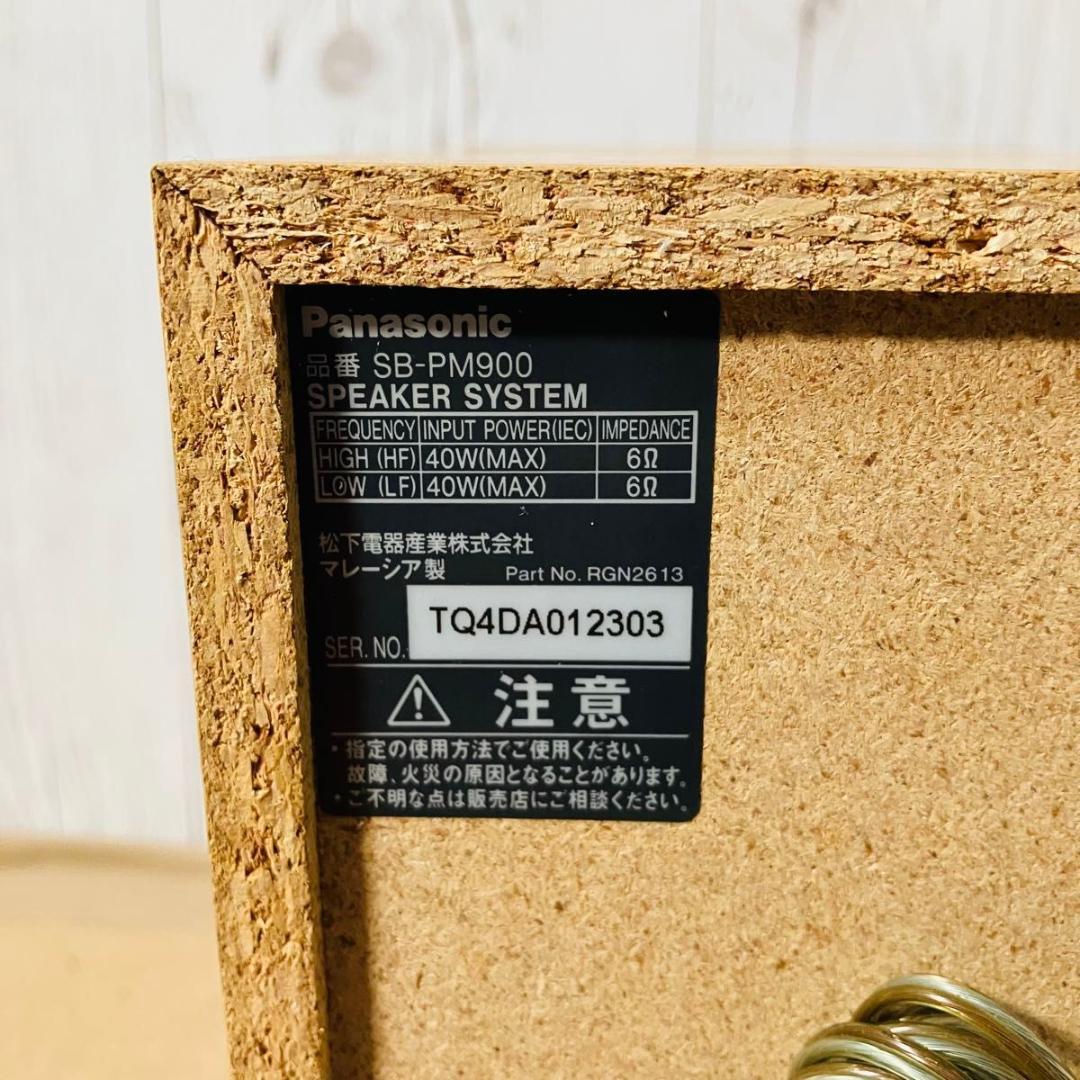 Panasonic
品番 SB-PM900
SPEAKER SYSTEM
FREQUENCY INPUT POWER(IEC) IMPEDANCE
HIGH (HF) 40W(MAX) 6Ω
LOW (LF) 40W(MAX) 6Ω
松下電器産業株式会社
マレーシア製 Part No. RGN2613
SER. NO. TQ4DA012303
⚠ 注意
・指定の使用方法でご使用ください。
故障、火災の原因となることがあります。
・ご不明な点は販売店にご相談ください。